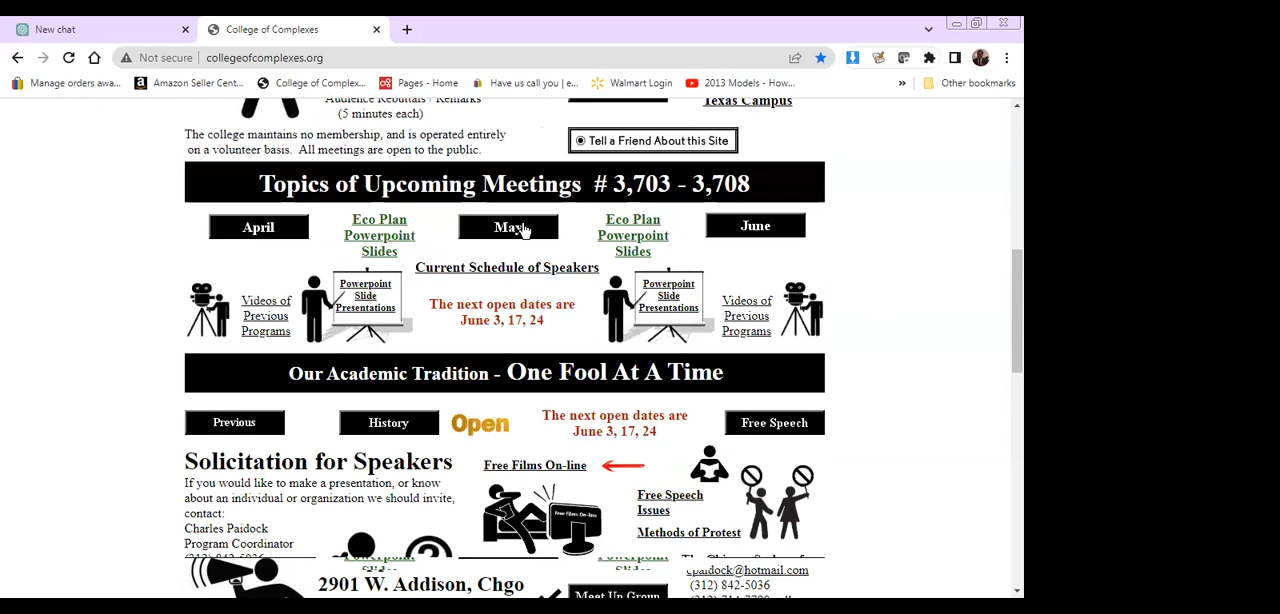 New chat
College of Complexes
Not secure
collegeofcomplexes.org
Manage orders awa...
Amazon Seller Cent...
College of Complex...
Pages - Home
Have us call you | e...
Walmart Login
2013 Models - How...
»
Other bookmarks
Audience Rebuttals / Remarks
Texas Campus
(5 minutes each)
The college maintains no membership, and is operated entirely
on a volunteer basis. All meetings are open to the public.
Tell a Friend About this Site
Topics of Upcoming Meetings # 3,703 - 3,708
April
Eco Plan
Powerpoint
Slides
May
Eco Plan
Powerpoint
Slides
June
Current Schedule of Speakers
Videos of
Previous
Programs
Powerpoint
Slide
Presentations
The next open dates are
June 3, 17, 24
Powerpoint
Slide
Presentations
Videos of
Previous
Programs
Our Academic Tradition - One Fool At A Time
Previous
History
Open
The next open dates are
June 3, 17, 24
Free Speech
Solicitation for Speakers
If you would like to make a presentation, or know
about an individual or organization we should invite,
contact:
Charles Paidock
Program Coordinator
(312) 842-5036
Free Films On-line
Free Films On-line
Free Speech
Issues
Methods of Protest
2901 W. Addison, Chgo
Meet Up Group
cpaidock@hotmail.com
(312) 842-5036